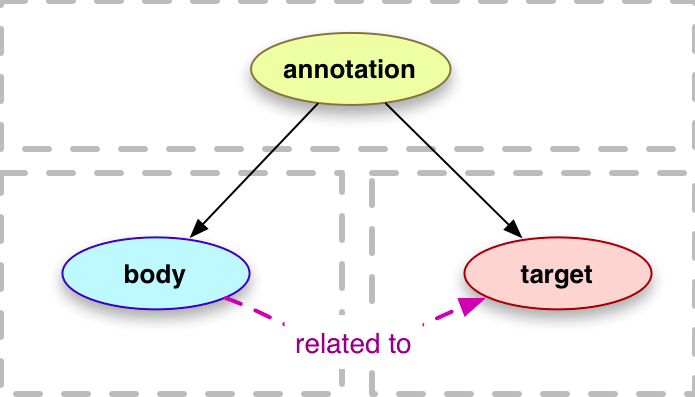 annotation
body
target
related to